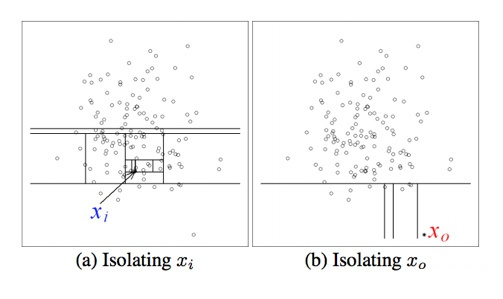 x_i
x_o
(a) Isolating x_i
(b) Isolating x_o